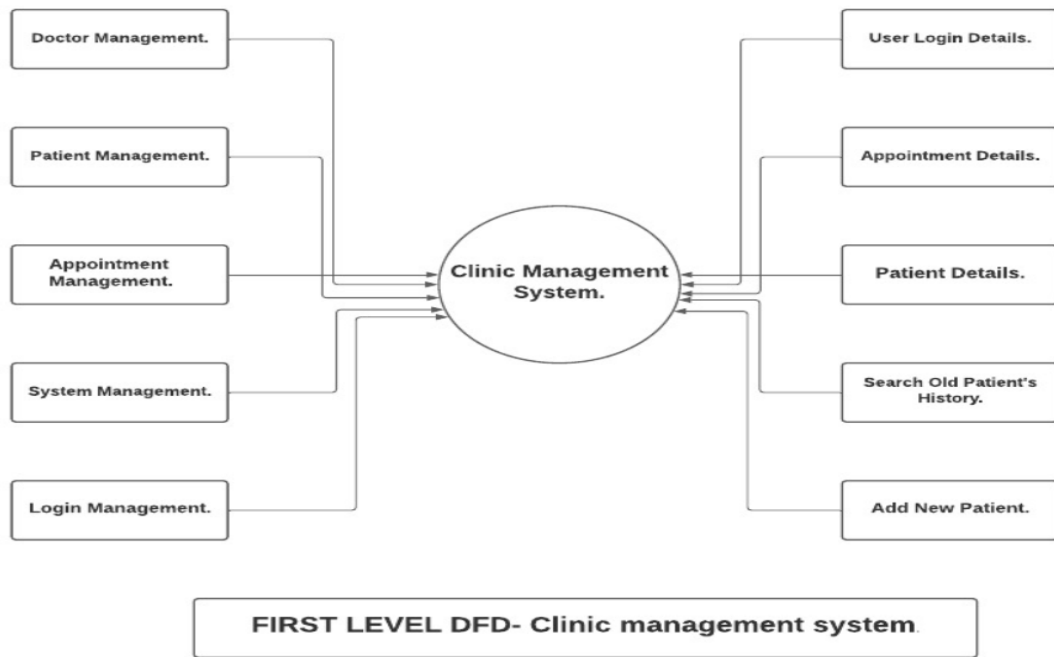 Doctor Management.
User Login Details.
Patient Management.
Appointment Details.
Appointment
Management.
Clinic Management
System.
Patient Details.
System Management.
Search Old Patient's
History.
Login Management.
Add New Patient.
FIRST LEVEL DFD- Clinic management system.